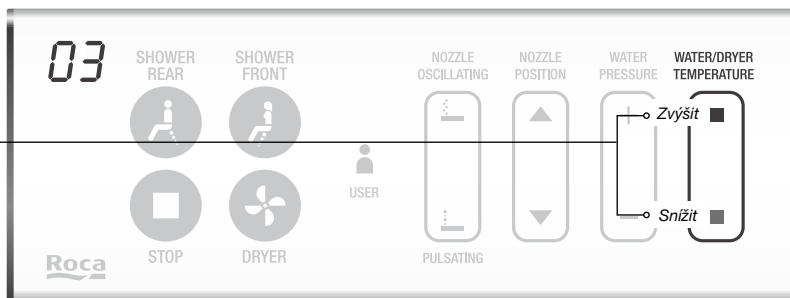 03
SHOWER
REAR
SHOWER
FRONT
NOZZLE
OSCILLATING
NOZZLE
POSITION
WATER
PRESSURE
WATER/DRYER
TEMPERATURE
Zvýšit
USER
Snížit
STOP
DRYER
PULSATING
Roca